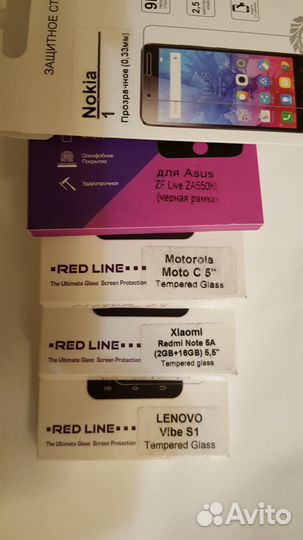 ЗАЩИТНОЕ СТ
Nokia
1
Прозрачное (0,33мм)
9
2,5
Олеофобное
Покрытие
Ударопрочное
для Asus
ZF Live ZA550KL
(черная рамка)
RED LINE
The Ultimate Glass Screen Protection
Motorola
Moto C 5"
Tempered Glass
RED LINE
The Ultimate Glass Screen Protection
Xiaomi
Redmi Note 5A
(2GB+16GB) 5,5"
Tempered glass
RED LINE
The Ultimate Glass Screen Protection
LENOVO
Vibe S1
Tempered Glass
Avito